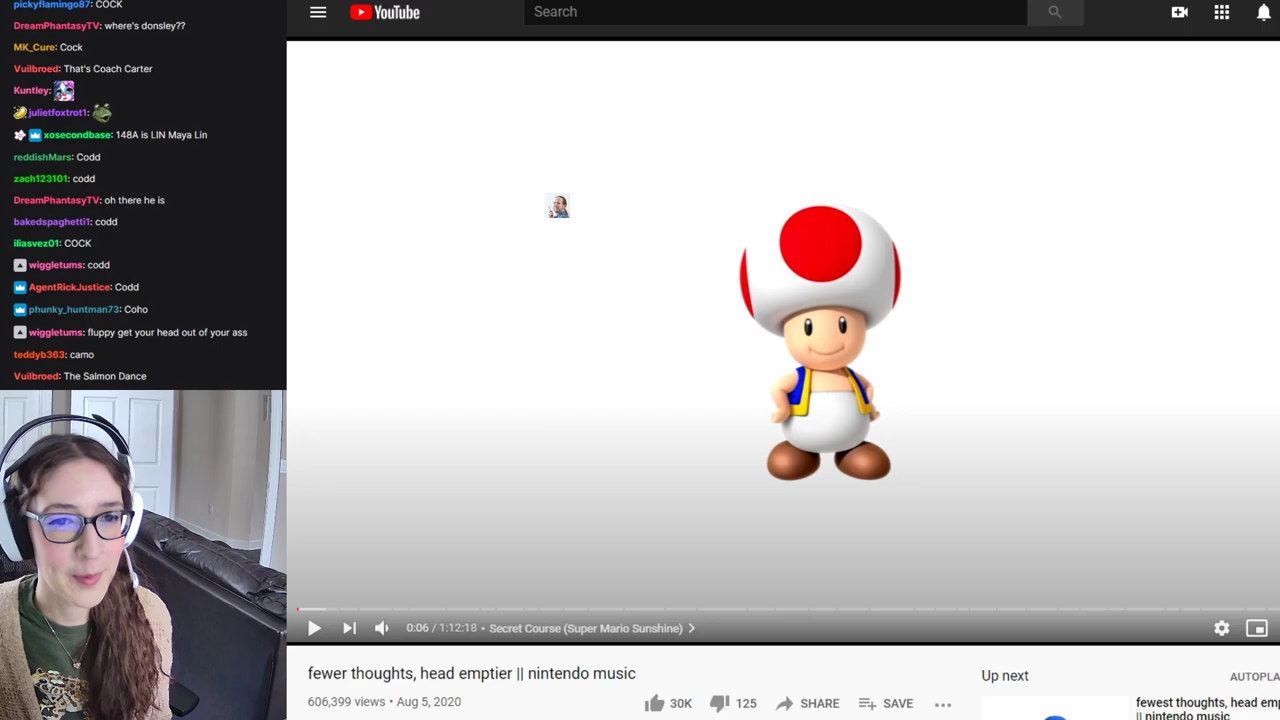 pickyflamingo87: COCK
DreamPhantasyTV: where's donsley??
MK_Cure: Cock
Vuilbroed: That's Coach Carter
Kuntley:
julietfoxtrot1:
xosecondbase: 148A is LIN Maya Lin
reddishMars: Codd
zach123101: codd
DreamPhantasyTV: oh there he is
bakedspaghetti1: codd
iliasvez01: COCK
wiggletums: codd
AgentRickJustice: Codd
phunky_huntman73: Coho
wiggletums: fluppy get your head out of your ass
teddyb363: camo
Vuilbroed: The Salmon Dance
YouTube
Search
0:06 / 1:12:18 • Secret Course (Super Mario Sunshine)
fewer thoughts, head emptier || nintendo music
606,399 views • Aug 5, 2020
30K
125
SHARE
SAVE
Up next
AUTOPLA
fewest thoughts, head emp
|| nintendo music